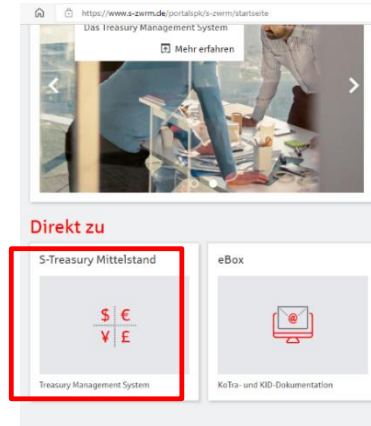 https://www.s-zwrm.de/portalspk/s-zwrm/startseite
Das Treasury Management System
Mehr erfahren
Direkt zu
S-Treasury Mittelstand
$ €
¥ £
Treasury Management System
eBox
@
KoTra- und KID-Dokumentation